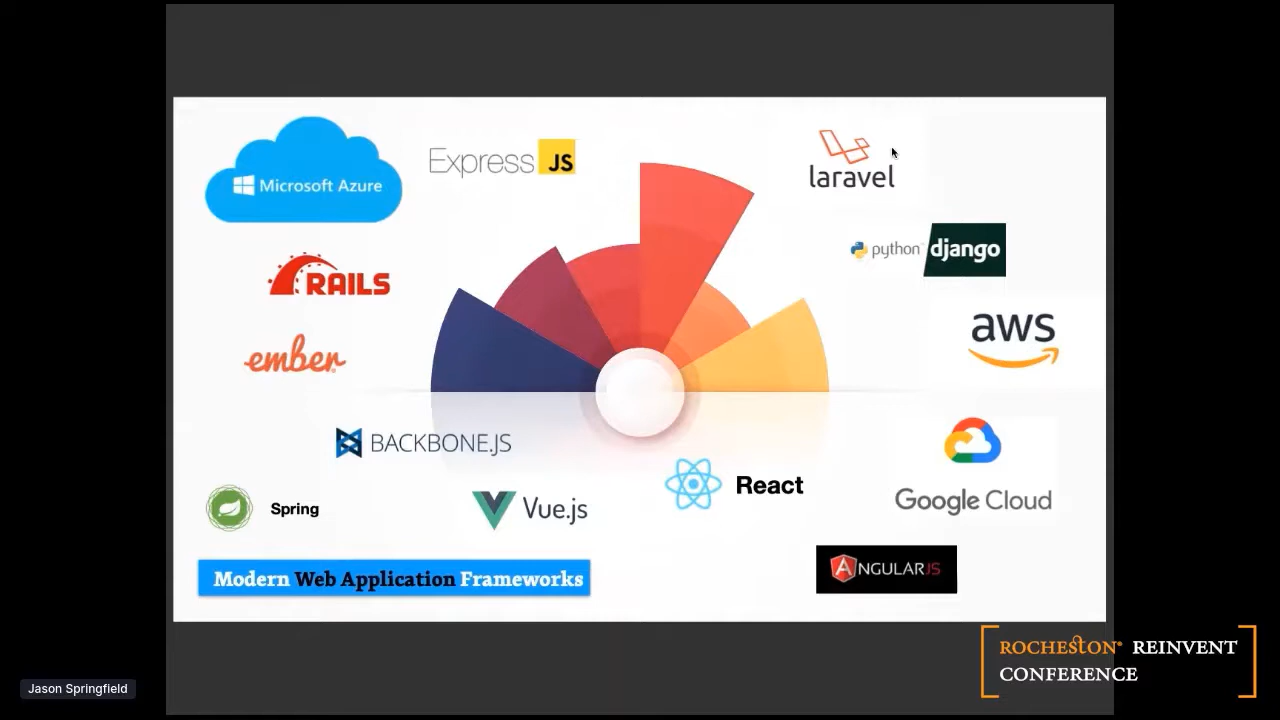 Microsoft Azure
Express JS
laravel
python django
RAILS
aws
ember
BACKBONE.JS
React
Google Cloud
Spring
Vue.js
ANGULARJS
Modern Web Application Frameworks
ROCHESTON® REINVENT
CONFERENCE
Jason Springfield